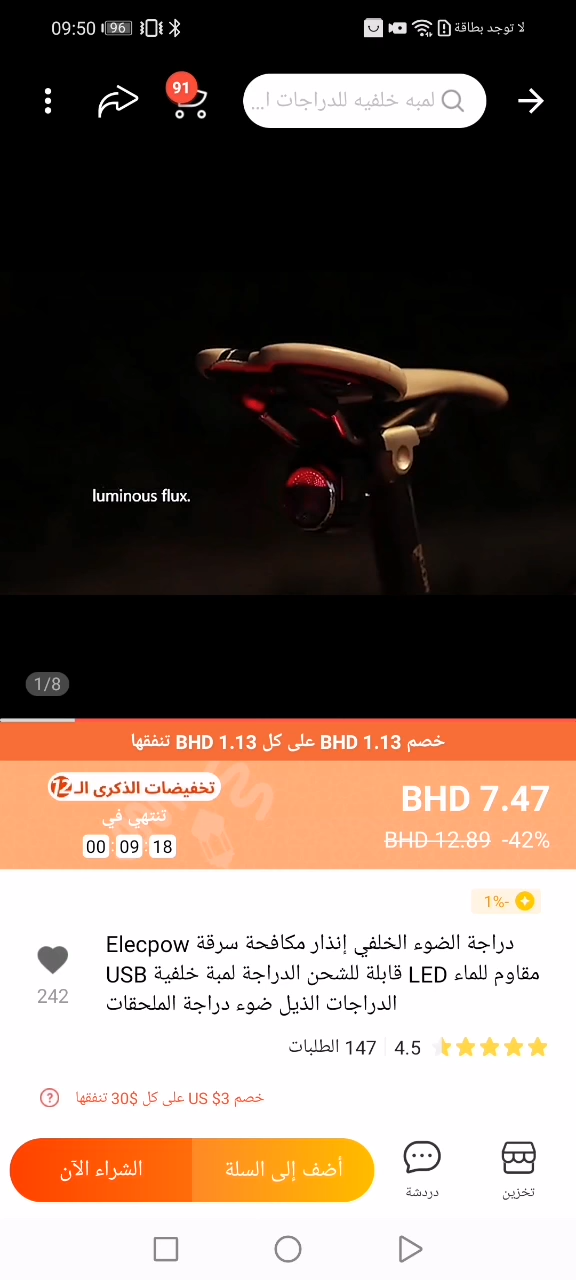 09:50
96
لا توجد بطاقة
91
لمبه خلفيه للدراجات ا...
luminous flux.
1/8
خصم BHD 1.13 على كل BHD 1.13 تنفقها
تخفيضات الذكرى الـ12
تنتهي في
00 09 18
BHD 7.47
BHD 12.89 -42%
-1%
دراجة الضوء الخلفي إنذار مكافحة سرقة Elecpow
مقاوم للماء LED قابلة للشحن الدراجة لمبة خلفية USB
الدراجات الذيل ضوء دراجة الملحقات
242
4.5 147 الطلبات
خصم US $3 على كل $30 تنفقها
تخزين
دردشة
أضف إلى السلة
الشراء الآن